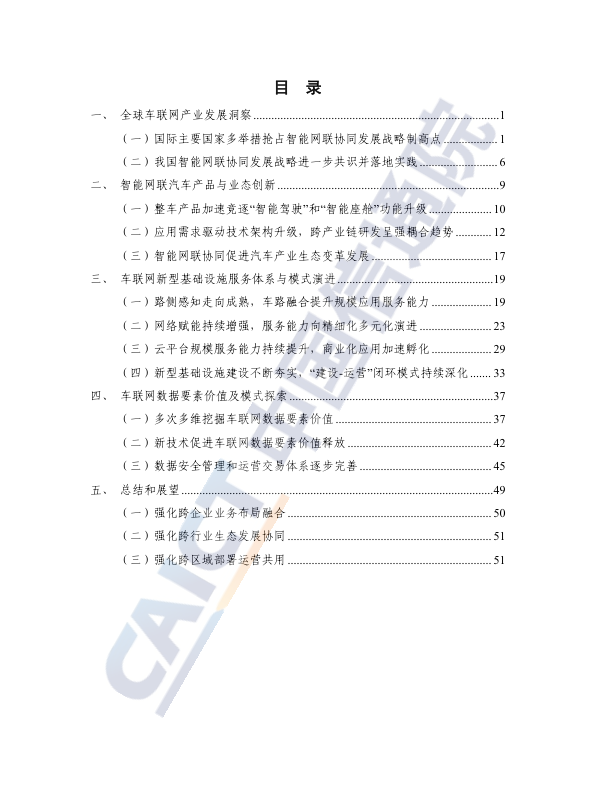 目 录
一、 全球车联网产业发展洞察 1
（一）国际主要国家多举措抢占智能网联协同发展战略制高点 1
（二）我国智能网联协同发展战略进一步共识并落地实践 6
二、 智能网联汽车产品与业态创新 9
（一）整车产品加速竞逐“智能驾驶”和“智能座舱”功能升级 10
（二）应用需求驱动技术架构升级，跨产业链研发呈强耦合趋势 12
（三）智能网联协同促进汽车产业生态变革发展 17
三、 车联网新型基础设施服务体系与模式演进 19
（一）路侧感知走向成熟，车路融合提升规模应用服务能力 19
（二）网络赋能持续增强，服务能力向精细化多元化演进 23
（三）云平台规模服务能力持续提升，商业化应用加速孵化 29
（四）新型基础设施建设不断夯实，“建设-运营”闭环模式持续深化 33
四、 车联网数据要素价值及模式探索 37
（一）多次多维挖掘车联网数据要素价值 37
（二）新技术促进车联网数据要素价值释放 42
（三）数据安全管理和运营交易体系逐步完善 45
五、 总结和展望 49
（一）强化跨企业业务布局融合 50
（二）强化跨行业生态发展协同 51
（三）强化跨区域部署运营共用 51
CAICT 中国信通院